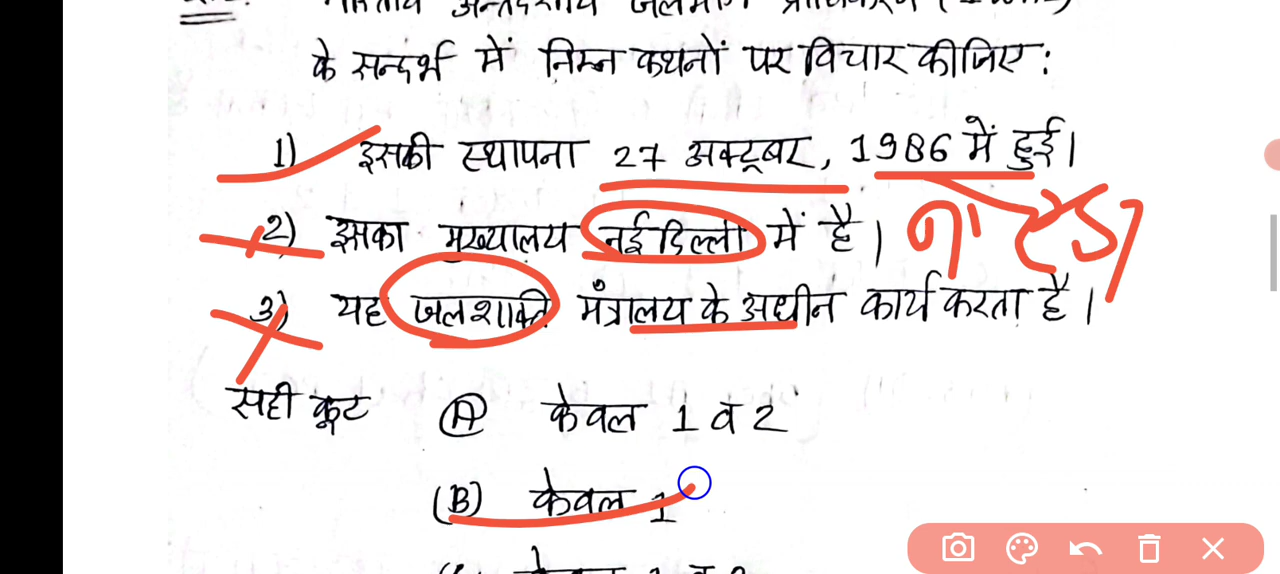 के सन्दर्भ में निम्न कथनों पर विचार कीजिए:
1) इसकी स्थापना 27 अक्टूबर, 1986 में हुई।
2) इसका मुख्यालय नई दिल्ली में है। नोएडा
3) यह जलशक्ति मंत्रालय के अधीन कार्य करता है।
सही कूट (A) केवल 1 व 2
(B) केवल 1